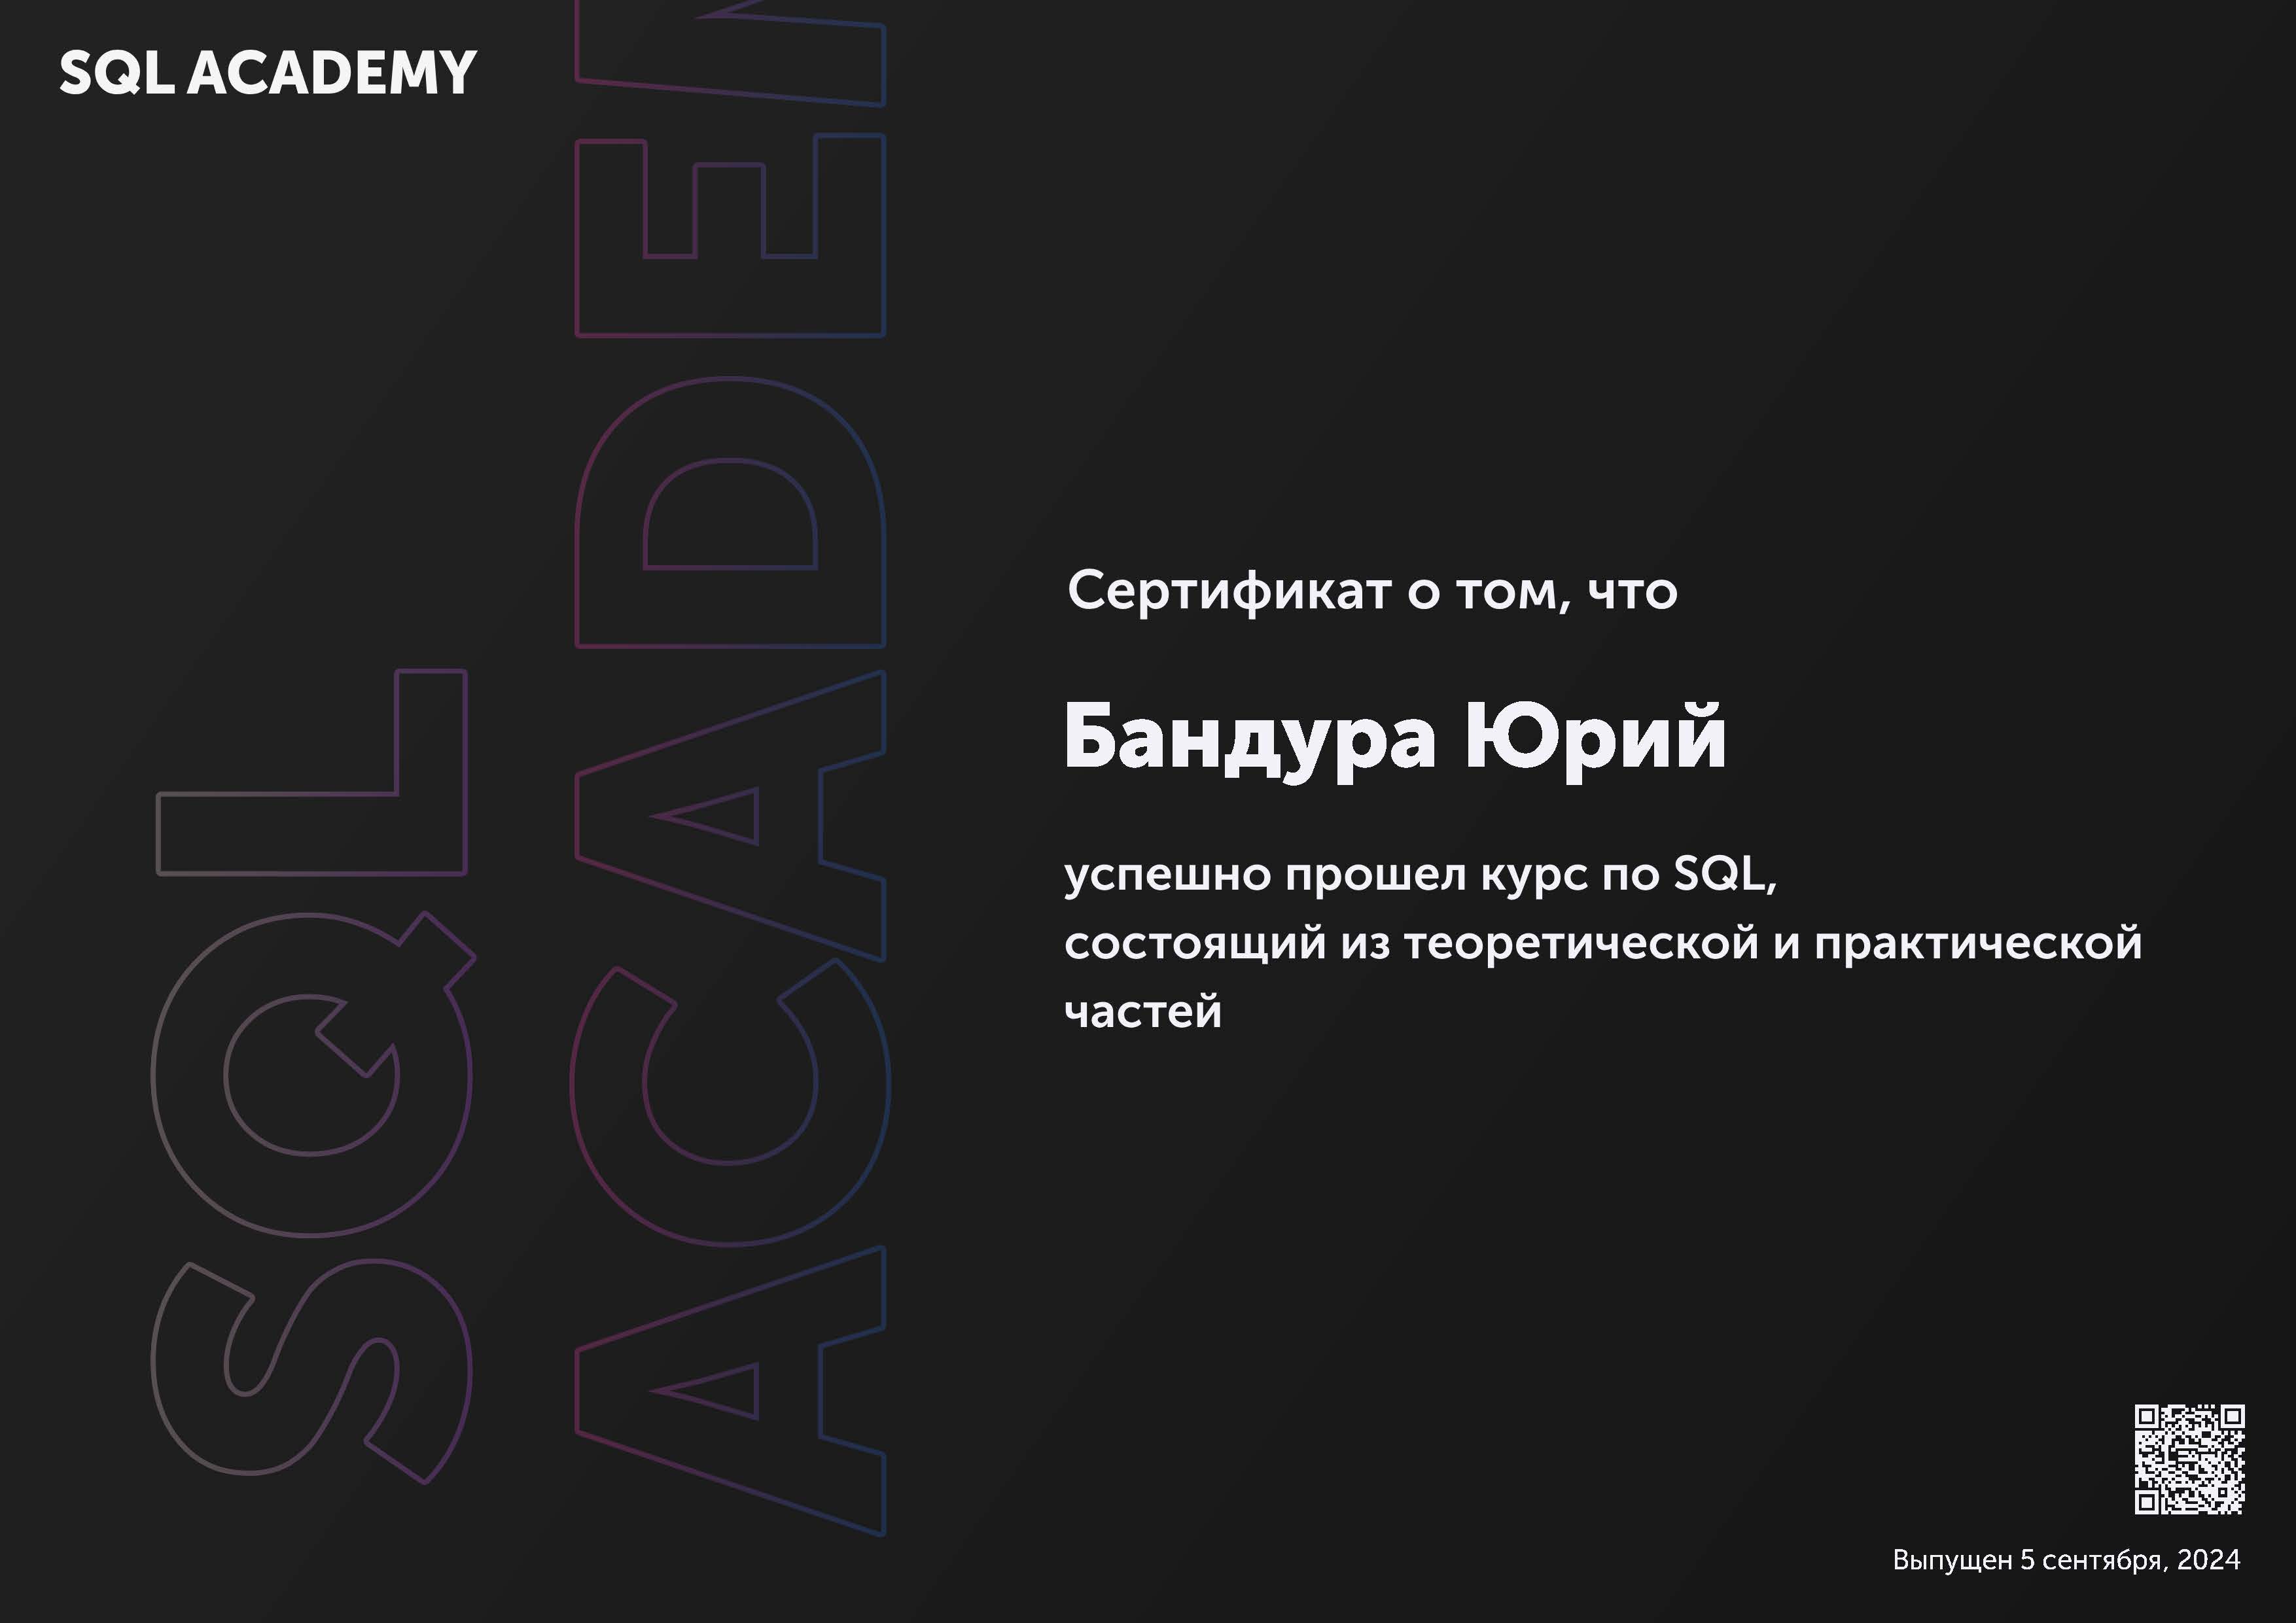 SQL ACADEMY
SQL
ACADEM
Сертификат о том, что
Бандура Юрий
успешно прошел курс по SQL,
состоящий из теоретической и практической
частей
Выпущен 5 сентября, 2024